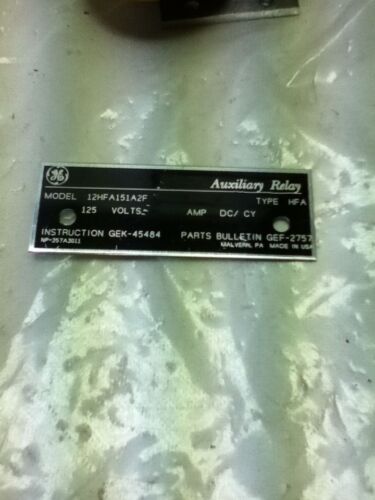 GE Auxiliary Relay
MODEL 12HFA151A2F TYPE HFA
125 VOLTS- AMP DC/ CY
INSTRUCTION GEK-45484 PARTS BULLETIN GEF-2757
NP-257A2011 MALVERN, PA MADE IN USA